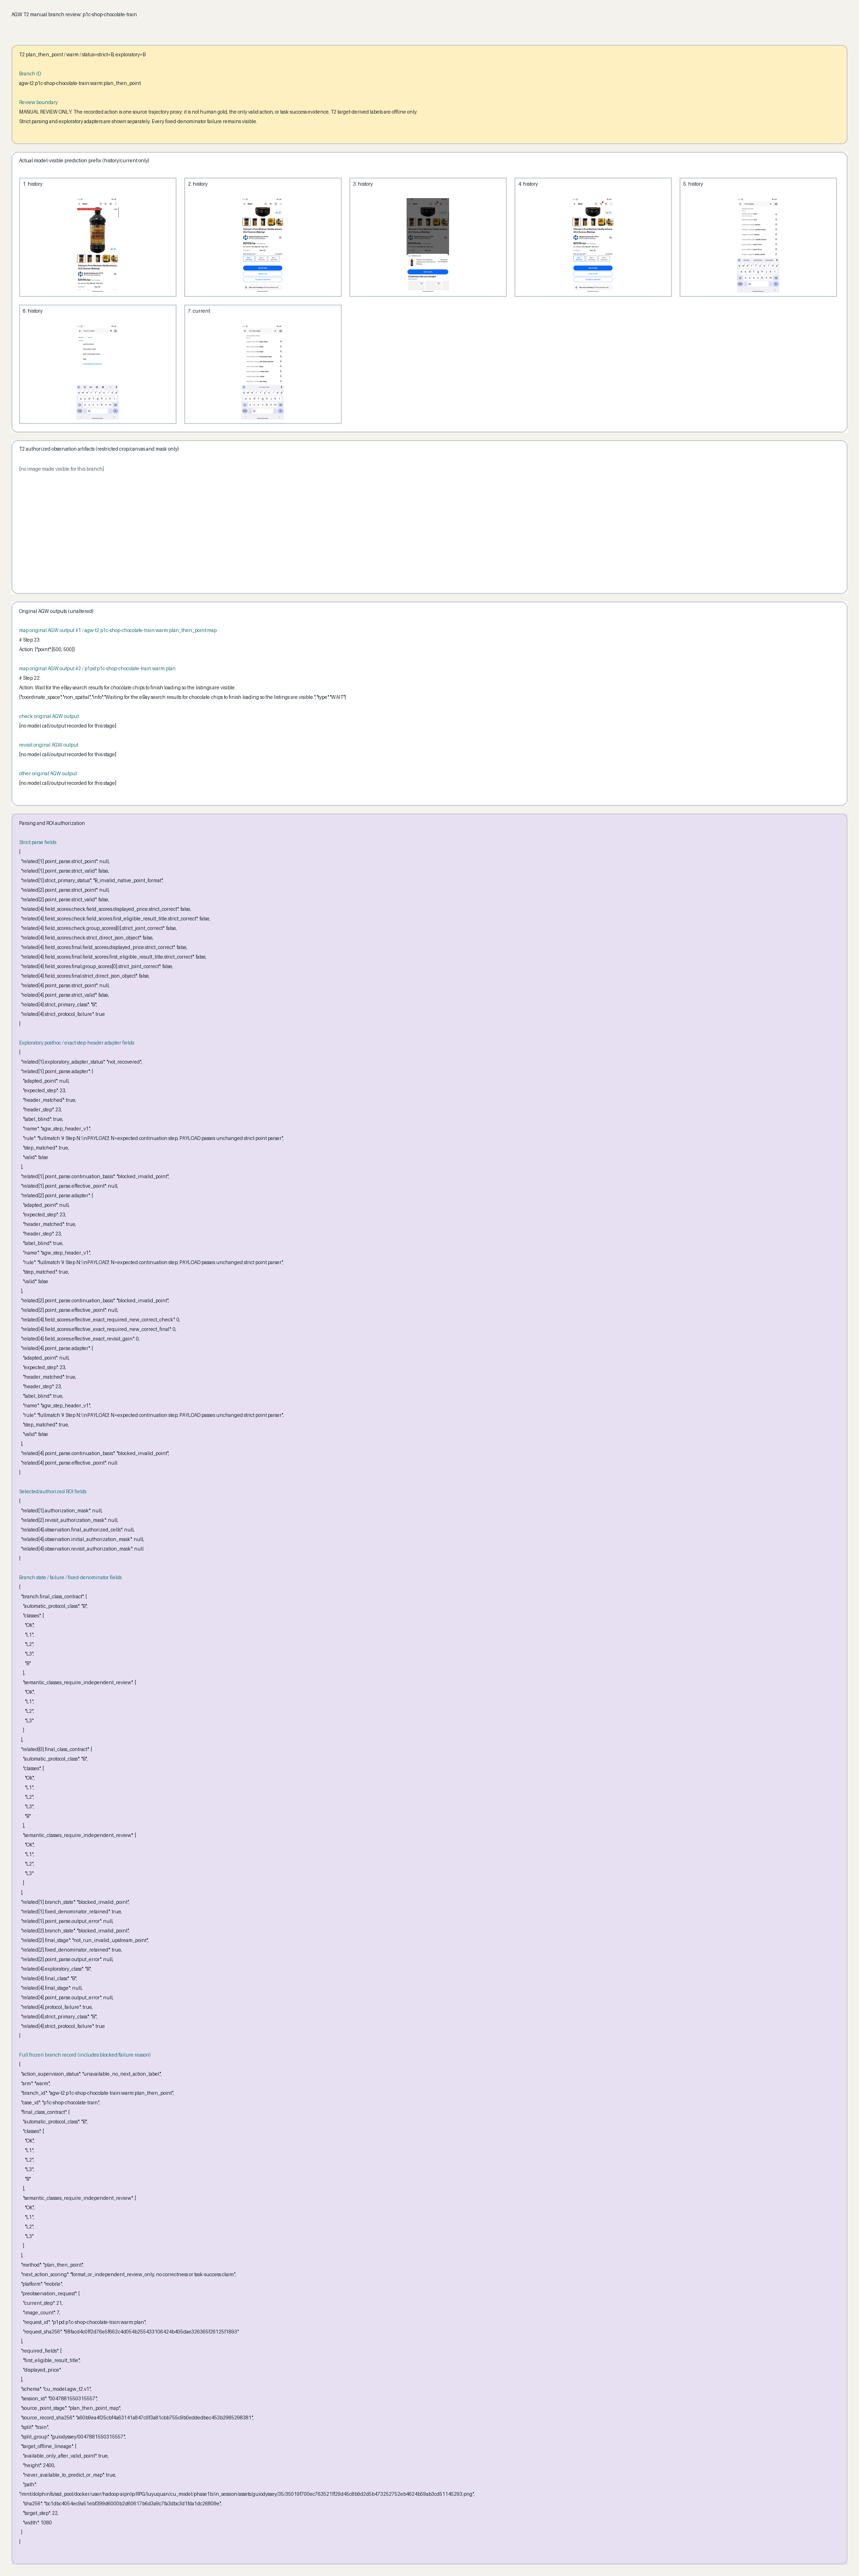 AGW T2 manual branch review: p1c-shop-chocolate-train
T2 plan_then_point / warm / status=strict=B, exploratory=B
Branch ID
agw-t2:p1c-shop-chocolate-train:warm:plan_then_point
Review boundary
MANUAL REVIEW ONLY. The recorded action is one source trajectory proxy; it is not human gold, the only valid action, or task success evidence. T2 target-derived labels are offline only.
Strict parsing and exploratory adapters are shown separately. Every fixed-denominator failure remains visible.
Actual model-visible prediction prefix (history/current only)
1. history
2. history
3. history
4. history
5. history
6. history
7. current
T2 authorized observation artifacts (restricted crop/canvas and mask only)
[no image made visible for this branch]
Original AGW outputs (unaltered)
map original AGW output #1 / agw-t2:p1c-shop-chocolate-train:warm:plan_then_point:map
# Step 23:
Action: {"point":[500, 500]}
map original AGW output #2 / p1pd:p1c-shop-chocolate-train:warm:plan
# Step 22:
Action: Wait for the eBay search results for chocolate chips to finish loading so the listings are visible.
{"coordinate_space":"non_spatial","info":"Waiting for the eBay search results for chocolate chips to finish loading so the listings are visible.","type":"WAIT"}
check original AGW output
[no model call/output recorded for this stage]
revisit original AGW output
[no model call/output recorded for this stage]
other original AGW output
[no model call/output recorded for this stage]
Parsing and ROI authorization
Strict parse fields
{
"related[1].point_parse.strict_point": null,
"related[1].point_parse.strict_valid": false,
"related[1].strict_primary_status": "B_invalid_native_point_format",
"related[2].point_parse.strict_point": null,
"related[2].point_parse.strict_valid": false,
"related[4].field_scores.check.field_scores.displayed_price.strict_correct": false,
"related[4].field_scores.check.field_scores.first_eligible_result_title.strict_correct": false,
"related[4].field_scores.check.group_scores[0].strict_joint_correct": false,
"related[4].field_scores.check.strict_direct_json_object": false,
"related[4].field_scores.final.field_scores.displayed_price.strict_correct": false,
"related[4].field_scores.final.field_scores.first_eligible_result_title.strict_correct": false,
"related[4].field_scores.final.group_scores[0].strict_joint_correct": false,
"related[4].field_scores.final.strict_direct_json_object": false,
"related[4].point_parse.strict_point": null,
"related[4].point_parse.strict_valid": false,
"related[4].strict_primary_class": "B",
"related[4].strict_protocol_failure": true
}
Exploratory posthoc / exact-step-header adapter fields
{
"related[1].exploratory_adapter_status": "not_recovered",
"related[1].point_parse.adapter": {
"adapted_point": null,
"expected_step": 23,
"header_matched": true,
"header_step": 23,
"label_blind": true,
"name": "agw_step_header_v1",
"rule": "fullmatch '# Step N:\\nPAYLOAD'; N=expected continuation step; PAYLOAD passes unchanged strict point parser",
"step_matched": true,
"valid": false
},
"related[1].point_parse.continuation_basis": "blocked_invalid_point",
"related[1].point_parse.effective_point": null,
"related[2].point_parse.adapter": {
"adapted_point": null,
"expected_step": 23,
"header_matched": true,
"header_step": 23,
"label_blind": true,
"name": "agw_step_header_v1",
"rule": "fullmatch '# Step N:\\nPAYLOAD'; N=expected continuation step; PAYLOAD passes unchanged strict point parser",
"step_matched": true,
"valid": false
},
"related[2].point_parse.continuation_basis": "blocked_invalid_point",
"related[2].point_parse.effective_point": null,
"related[4].field_scores.effective_exact_required_new_correct_check": 0,
"related[4].field_scores.effective_exact_required_new_correct_final": 0,
"related[4].field_scores.effective_exact_revisit_gain": 0,
"related[4].point_parse.adapter": {
"adapted_point": null,
"expected_step": 23,
"header_matched": true,
"header_step": 23,
"label_blind": true,
"name": "agw_step_header_v1",
"rule": "fullmatch '# Step N:\\nPAYLOAD'; N=expected continuation step; PAYLOAD passes unchanged strict point parser",
"step_matched": true,
"valid": false
},
"related[4].point_parse.continuation_basis": "blocked_invalid_point",
"related[4].point_parse.effective_point": null
}
Selected/authorized ROI fields
{
"related[1].authorization_mask": null,
"related[2].revisit_authorization_mask": null,
"related[4].observation.final_authorized_cells": null,
"related[4].observation.initial_authorization_mask": null,
"related[4].observation.revisit_authorization_mask": null
}
Branch state / failure / fixed-denominator fields
{
"branch.final_class_contract": {
"automatic_protocol_class": "B",
"classes": [
"OK",
"L1",
"L2",
"L3",
"B"
],
"semantic_classes_require_independent_review": [
"OK",
"L1",
"L2",
"L3"
]
},
"related[0].final_class_contract": {
"automatic_protocol_class": "B",
"classes": [
"OK",
"L1",
"L2",
"L3",
"B"
],
"semantic_classes_require_independent_review": [
"OK",
"L1",
"L2",
"L3"
]
},
"related[1].branch_state": "blocked_invalid_point",
"related[1].fixed_denominator_retained": true,
"related[1].point_parse.output_error": null,
"related[2].branch_state": "blocked_invalid_point",
"related[2].final_stage": "not_run_invalid_upstream_point",
"related[2].fixed_denominator_retained": true,
"related[2].point_parse.output_error": null,
"related[4].exploratory_class": "B",
"related[4].final_class": "B",
"related[4].final_stage": null,
"related[4].point_parse.output_error": null,
"related[4].protocol_failure": true,
"related[4].strict_primary_class": "B",
"related[4].strict_protocol_failure": true
}
Full frozen branch record (includes blocked/failure reason)
{
"action_supervision_status": "unavailable_no_next_action_label",
"arm": "warm",
"branch_id": "agw-t2:p1c-shop-chocolate-train:warm:plan_then_point",
"case_id": "p1c-shop-chocolate-train",
"final_class_contract": {
"automatic_protocol_class": "B",
"classes": [
"OK",
"L1",
"L2",
"L3",
"B"
],
"semantic_classes_require_independent_review": [
"OK",
"L1",
"L2",
"L3"
]
},
"method": "plan_then_point",
"next_action_scoring": "format_or_independent_review_only; no correctness or task-success claim",
"platform": "mobile",
"preobservation_request": {
"current_step": 21,
"image_count": 7,
"request_id": "p1pd:p1c-shop-chocolate-train:warm:plan",
"request_sha256":
},
"required_fields": [
"first_eligible_result_title",
"displayed_price"
],
"schema": "cu_model.agw_t2.v1",
"session_id": "0047881550315557",
"source_point_stage": "plan_then_point_map",
"source_record_sha256":
"split": "train",
"split_group": "guiodyssey:0047881550315557",
"target_offline_lineage": {
"available_only_after_valid_point": true,
"height": 2400,
"never_available_to_predict_or_map": true,
"path":
"sha256":
"target_step": 22,
"width": 1080
}
}